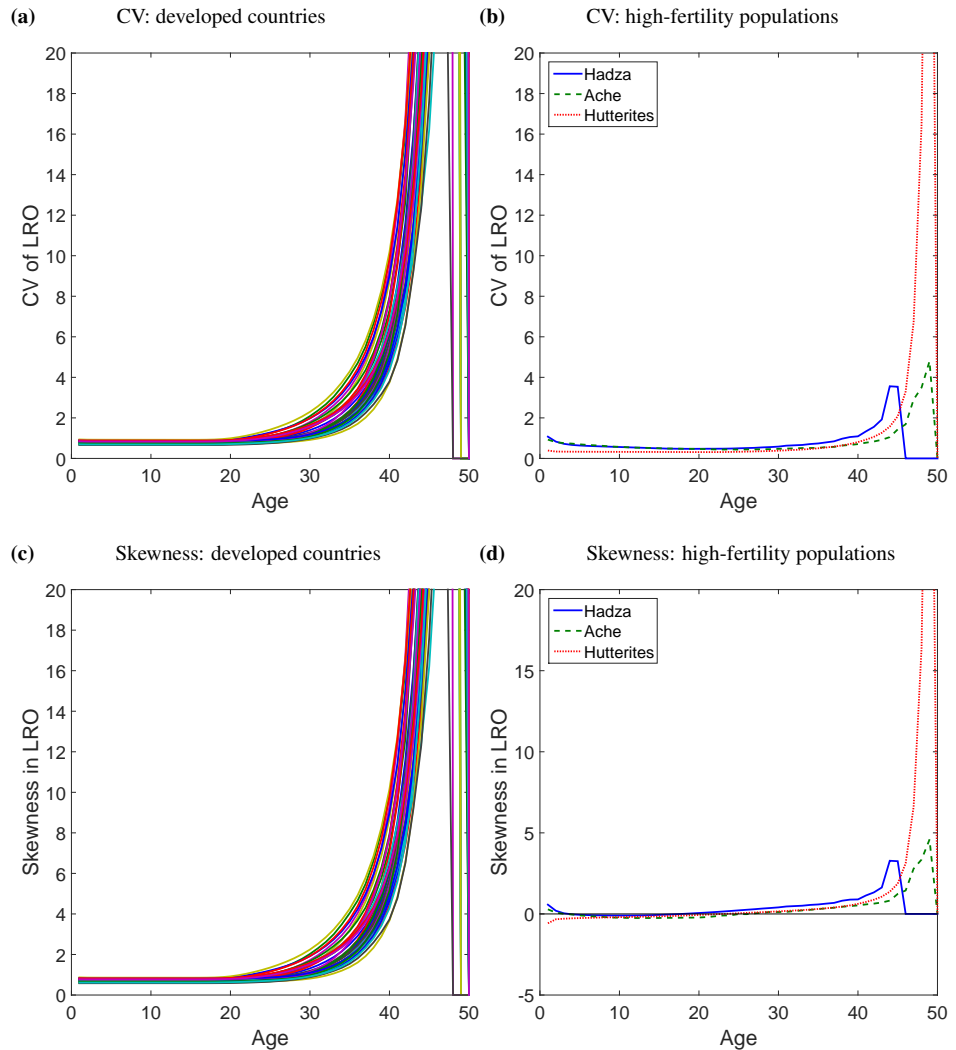 (a) CV: developed countries
20
18
16
14
12
10
8
6
4
2
0
CV of LRO
0 10 20 30 40 50
Age
(b) CV: high-fertility populations
20
18
16
14
12
10
8
6
4
2
0
CV of LRO
Hadza
Ache
Hutterites
0 10 20 30 40 50
Age
(c) Skewness: developed countries
20
18
16
14
12
10
8
6
4
2
0
Skewness in LRO
0 10 20 30 40 50
Age
(d) Skewness: high-fertility populations
20
15
10
5
0
-5
Skewness in LRO
Hadza
Ache
Hutterites
0 10 20 30 40 50
Age